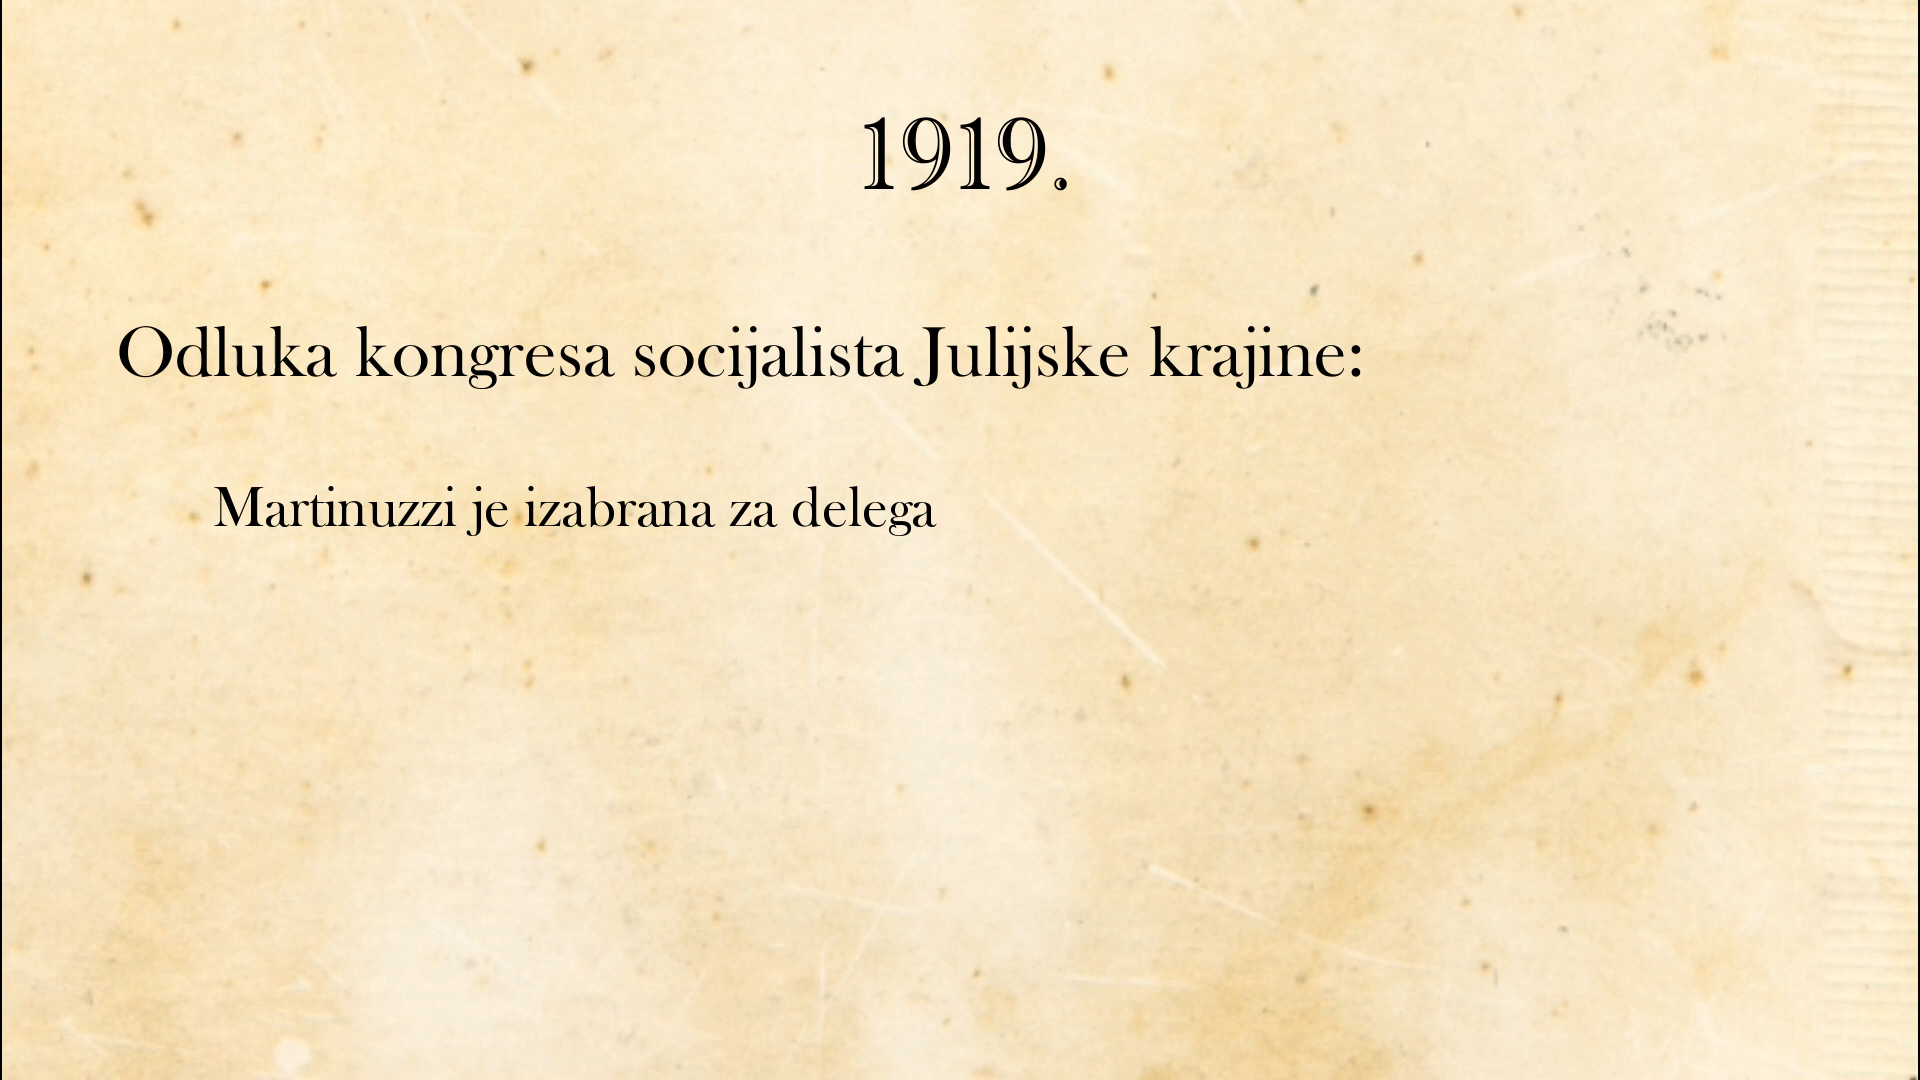 1919.
Odluka kongresa socijalista Julijske krajine:
Martinuzzi je izabrana za delega